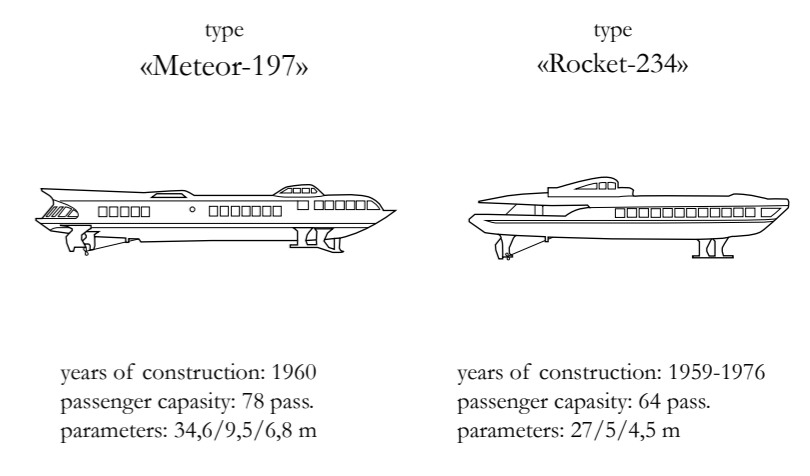 type
«Meteor-197»
years of construction: 1960
passenger capasity: 78 pass.
parameters: 34,6/9,5/6,8 m
type
«Rocket-234»
years of construction: 1959-1976
passenger capasity: 64 pass.
parameters: 27/5/4,5 m